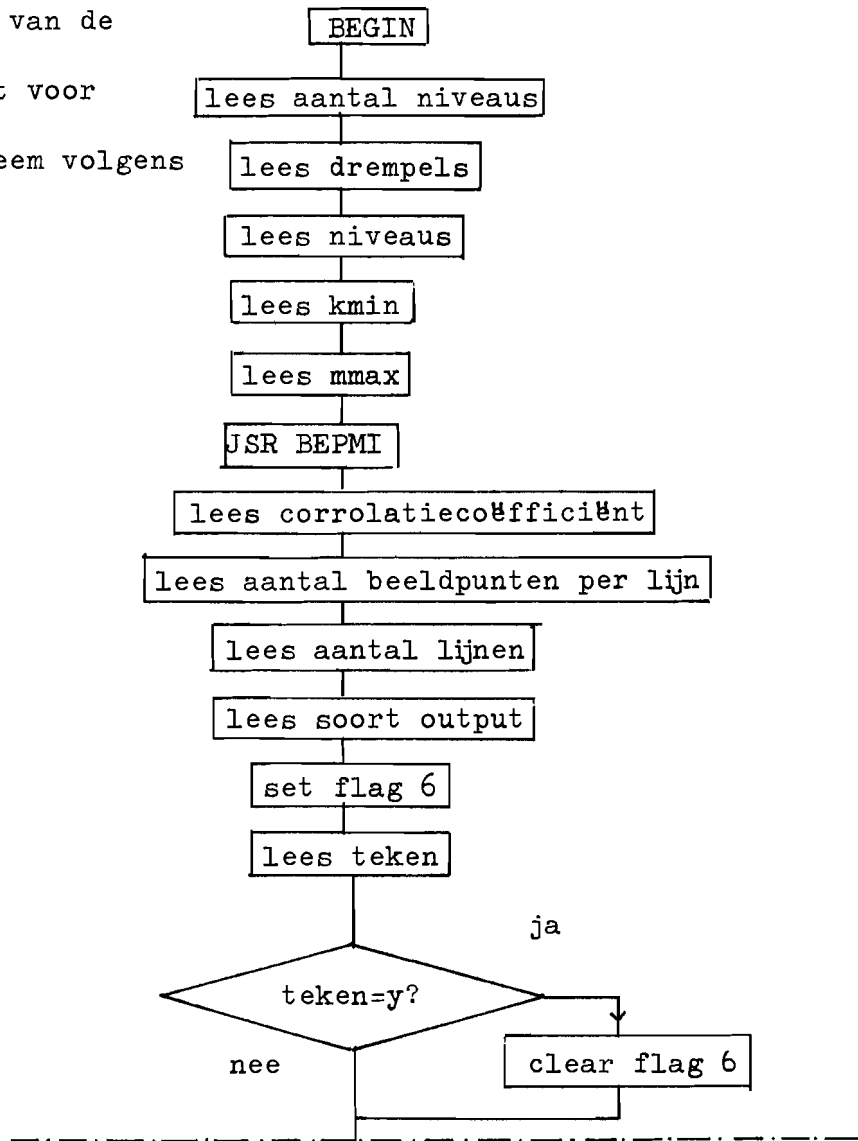 van de
BEGIN
voor
lees aantal niveaus
volgens
lees drempels
lees niveaus
lees kmin
lees mmax
JSR BEPMI
lees corrolatiecoëfficiënt
lees aantal beeldpunten per lijn
lees aantal lijnen
lees soort output
set flag 6
lees teken
ja
teken=y?
nee
clear flag 6